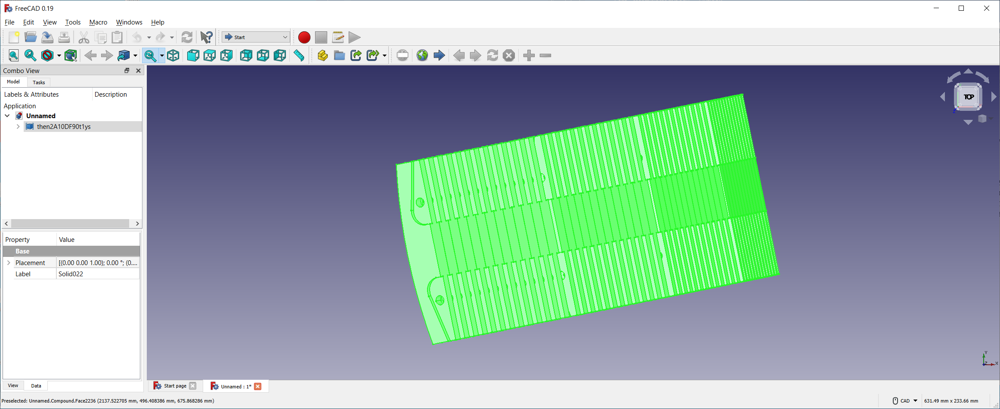 FreeCAD 0.19
File Edit View Tools Macro Windows Help
Start
Combo View
Model Tasks
Labels & Attributes Description
Application
Unnamed
then2A10DF90t1ys
Property Value
Base
Placement [(0.00 0.00 1.00); 0.00 °; (0....
Label Solid022
View Data
TOP
Z
Y
Z X
Start page Unnamed : 1*
Preselected: Unnamed.Compound.Face2236 (2137.522705 mm, 496.408386 mm, 675.868286 mm)
CAD 631.49 mm x 233.66 mm